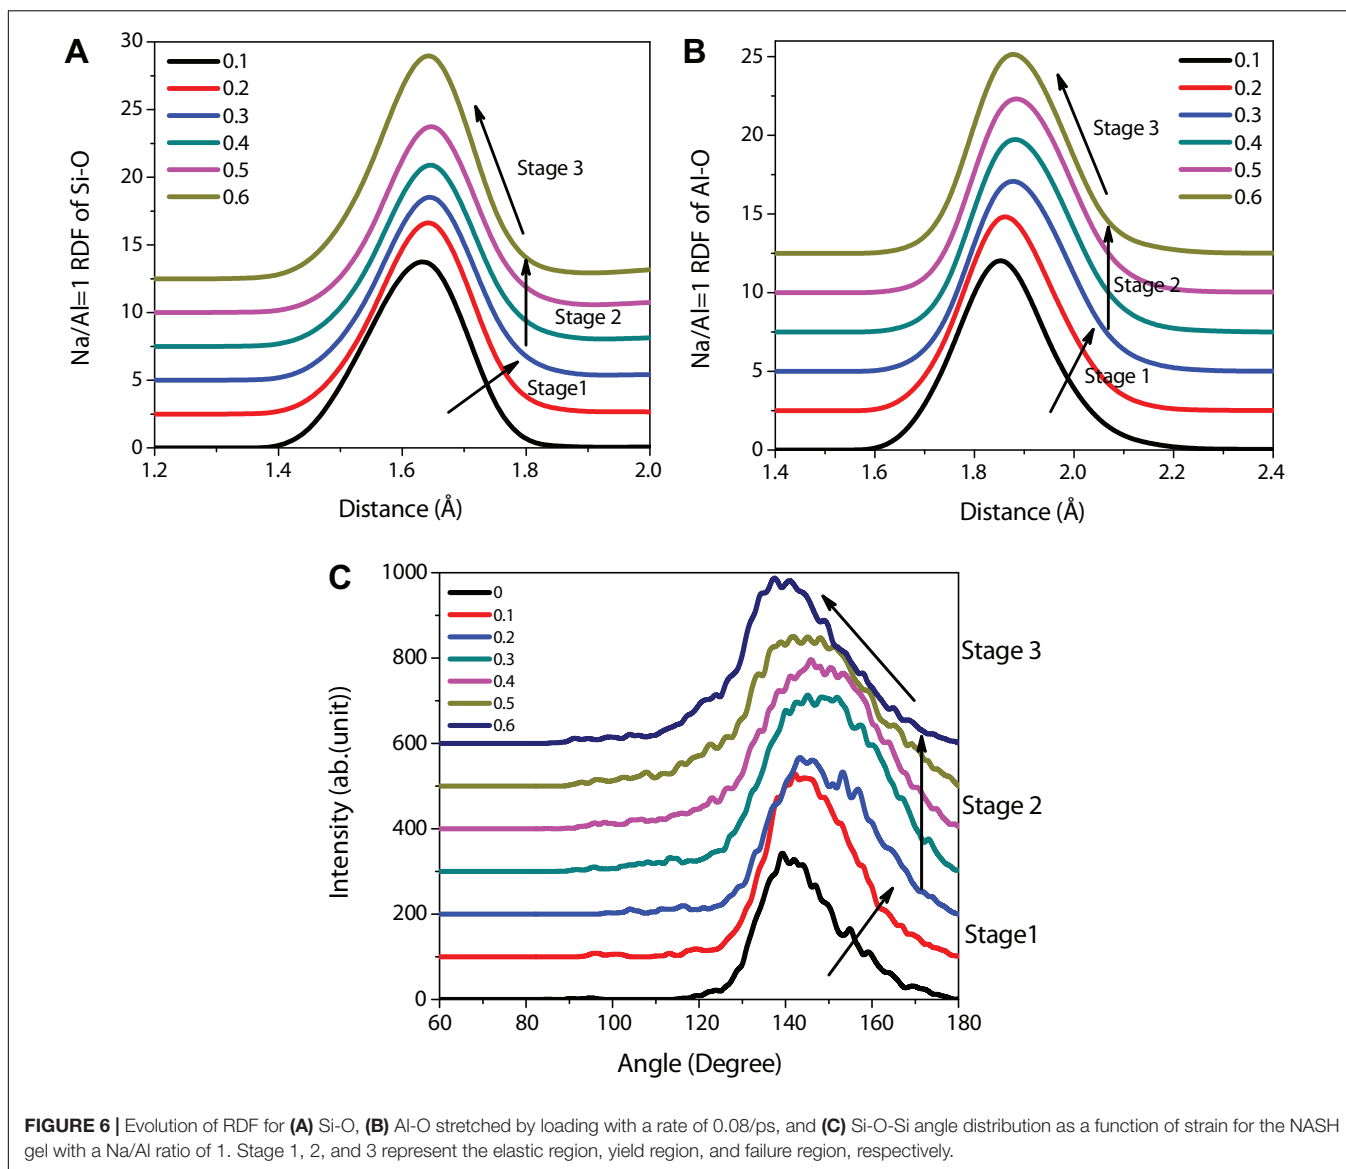 A
Na/Al=1 RDF of Si-O
30
25
20
15
10
5
0
0.1
0.2
0.3
0.4
0.5
0.6
Stage 3
Stage 2
Stage1
1.2
1.4
1.6
1.8
2.0
Distance (Å)
B
Na/Al=1 RDF of Al-O
25
20
15
10
5
0
0.1
0.2
0.3
0.4
0.5
0.6
Stage 3
Stage 2
Stage 1
1.4
1.6
1.8
2.0
2.2
2.4
Distance (Å)
C
Intensity (ab.(unit))
1000
800
600
400
200
0
0
0.1
0.2
0.3
0.4
0.5
0.6
Stage 3
Stage 2
Stage1
60
80
100
120
140
160
180
Angle (Degree)
FIGURE 6 | Evolution of RDF for (A) Si-O, (B) Al-O stretched by loading with a rate of 0.08/ps, and (C) Si-O-Si angle distribution as a function of strain for the NASH
gel with a Na/Al ratio of 1. Stage 1, 2, and 3 represent the elastic region, yield region, and failure region, respectively.